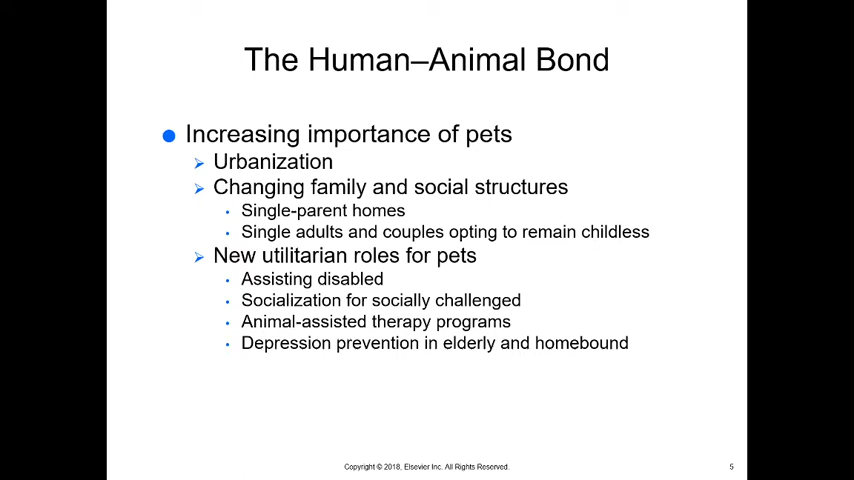 The Human–Animal Bond
Increasing importance of pets
Urbanization
Changing family and social structures
Single-parent homes
Single adults and couples opting to remain childless
New utilitarian roles for pets
Assisting disabled
Socialization for socially challenged
Animal-assisted therapy programs
Depression prevention in elderly and homebound
Copyright © 2018, Elsevier Inc. All Rights Reserved.
5